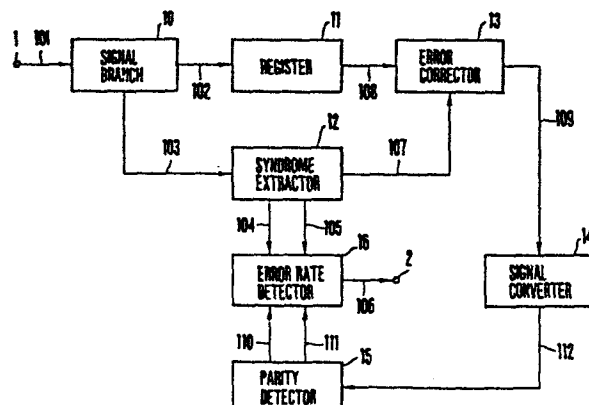 10
11
13
1
101
SIGNAL
BRANCH
102
REGISTER
108
ERROR
CORRECTOR
12
103
SYNDROME
EXTRACTOR
107
109
104
105
16
14
ERROR RATE
DETECTOR
2
106
SIGNAL
CONVERTER
110
111
15
112
PARITY
DETECTOR